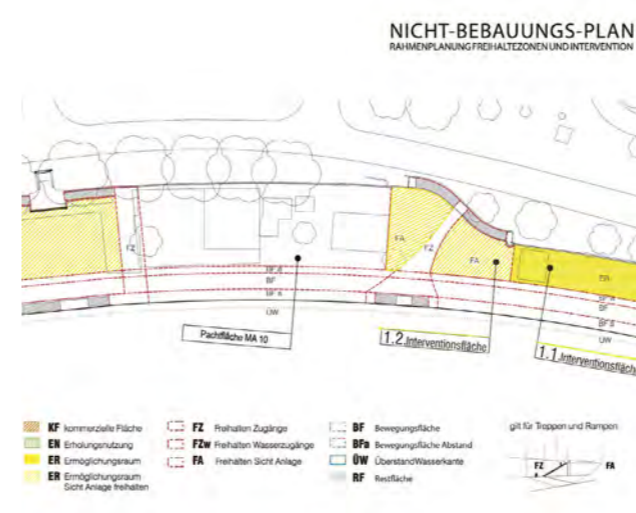 NICHT-BEBAUUNGS-PLAN
RAHMENPLANUNG FREIHALTEZONEN UND INTERVENTION
FZ
FA
FZ
FA
BF
BF
ÜW
BF
ÜW
Pachtfläche MA 10
1.2 Interventionsfläche
1.1 Interventionsfläche
KF kommerzielle Fläche
EN Erholungsnutzung
ER Ermöglichungsraum
ER Ermöglichungsraum
Sicht Anlage freihalten
FZ Freihalten Zugänge
FZw Freihalten Wasserzugänge
FA Freihalten Sicht Anlage
BF Bewegungsfläche
BFa Bewegungsfläche Abstand
ÜW ÜberstandWasserkante
RF Restfläche
gilt für Treppen und Rampen
FZ
FA